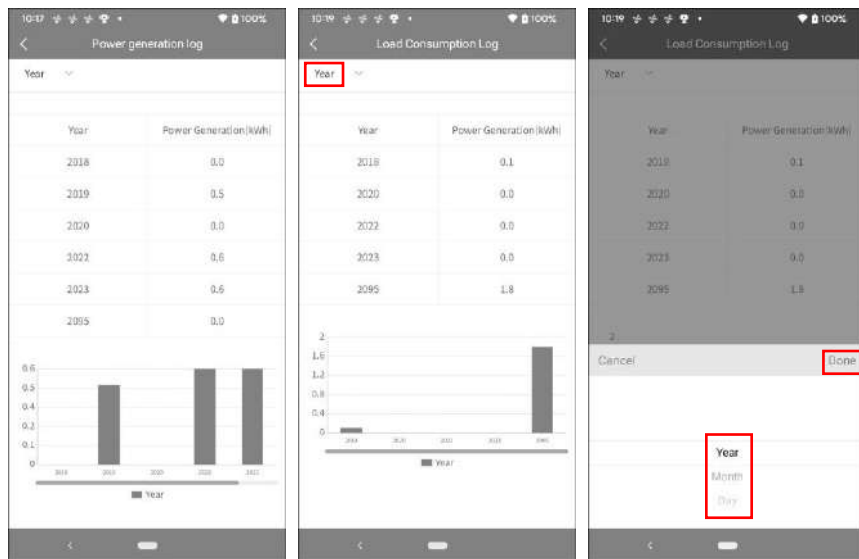 10:17 100%
Power generation log
Year
Year Power Generation(kWh)
2018 0.0
2019 0.5
2020 0.0
2022 0.6
2023 0.6
2095 0.0
0.6
0.5
0.4
0.2
0.1
0
Year
10:19 100%
Load Consumption Log
Year
Year Power Generation(kWh)
2018 0.1
2020 0.0
2022 0.0
2023 0.0
2095 1.8
2
1.6
1.2
0.8
0.4
0
Year
10:19 100%
Load Consumption Log
Year
Year Power Generation(kWh)
2018 0.1
2020 0.0
2022 0.0
2023 0.0
2095 1.8
2
Cancel Done
Year
Month
Day